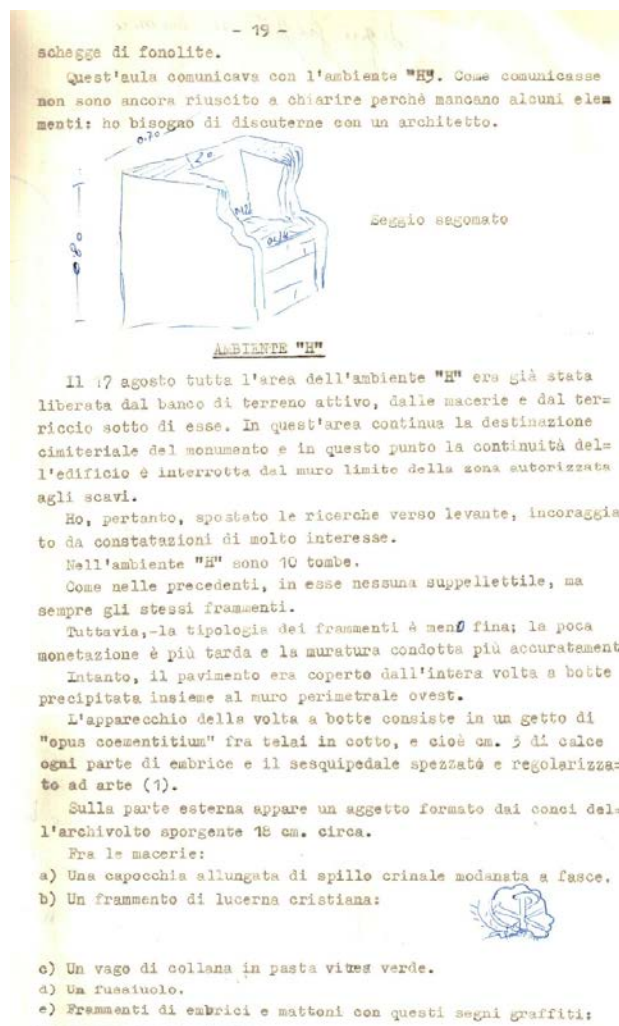 - 19 -
schegge di fonolite.
Quest'aula comunicava con l'ambiente "H". Come comunicasse
non sono ancora riuscito a chiarire perchè mancano alcuni elem
menti: ho bisogno di discuterne con un architetto.
0.70
20
0.80
Seggio sagomato
AMBIENTE "H"
Il 17 agosto tutta l'area dell'ambiente "H" era già stata
liberata dal banco di terreno attivo, dalle macerie e dal ter=
riccio sotto di esse. In quest'area continua la destinazione
cimiteriale del monumento e in questo punto la continuità del=
l'edificio è interrotta dal muro limite della zona autorizzata
agli scavi.
Ho, pertanto, spostato le ricerche verso levante, incoraggia
to da constatazioni di molto interesse.
Nell'ambiente "H" sono 10 tombe.
Come nelle precedenti, in esse nessuna suppellettile, ma
sempre gli stessi frammenti.
Tuttavia,-la tipologia dei frammenti è meno fina; la poca
monetazione è più tarda e la muratura condotta più accuratament
Intanto, il pavimento era coperto dall'intera volta a botte
precipitata insieme al muro perimetrale ovest.
L'apparecchio della volta a botte consiste in un getto di
"opus coementitium" fra telai in cotto, e cioè cm. 3 di calce
ogni parte di embrice e il sesquipedale spezzato e regolarizza=
to ad arte (1).
Sulla parte esterna appare un aggetto formato dai conci del=
l'archivolto sporgente 18 cm. circa.
Fra le macerie:
a) Una capocchia allungata di spillo crinale modanata a fasce.
b) Un frammento di lucerna cristiana:
c) Un vago di collana in pasta vitrea verde.
d) Un fusaiuolo.
e) Frammenti di embrici e mattoni con questi segni graffiti: